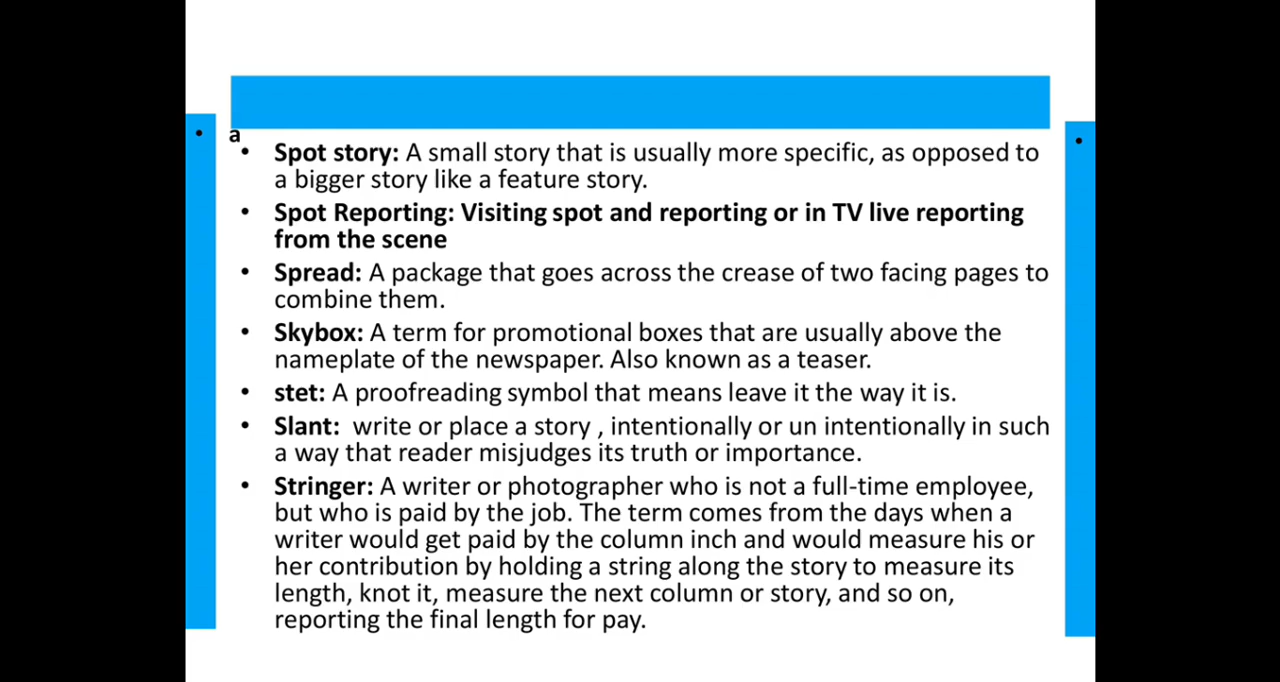 • a
• Spot story: A small story that is usually more specific, as opposed to
a bigger story like a feature story.
• Spot Reporting: Visiting spot and reporting or in TV live reporting
from the scene
• Spread: A package that goes across the crease of two facing pages to
combine them.
• Skybox: A term for promotional boxes that are usually above the
nameplate of the newspaper. Also known as a teaser.
• stet: A proofreading symbol that means leave it the way it is.
• Slant:  write or place a story , intentionally or un intentionally in such
a way that reader misjudges its truth or importance.
• Stringer: A writer or photographer who is not a full-time employee,
but who is paid by the job. The term comes from the days when a
writer would get paid by the column inch and would measure his or
her contribution by holding a string along the story to measure its
length, knot it, measure the next column or story, and so on,
reporting the final length for pay.
•